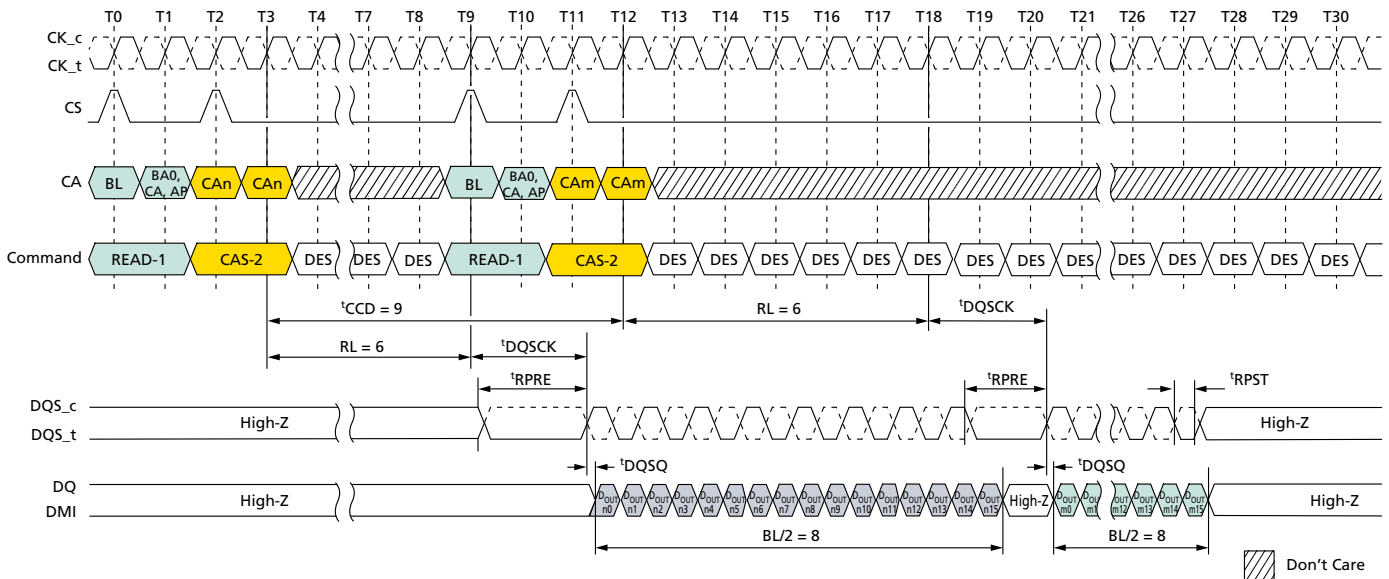 T0 T1 T2 T3 T4 T7 T8 T9 T10 T11 T12 T13 T14 T15 T16 T17 T18 T19 T20 T21 T26 T27 T28 T29 T30
CK_c
CK_t
CS
CA BL BA0, CA, AP CAn CAn BL BA0, CA, AP CAm CAm
Command READ-1 CAS-2 DES DES DES READ-1 CAS-2 DES DES DES DES DES DES DES DES DES DES DES DES DES DES
tCCD = 9 RL = 6 tDQSCK
RL = 6 tDQSCK
tRPRE tRPRE tRPST
DQS_c
DQS_t
High-Z High-Z
tDQSQ tDQSQ
DQ
DMI
High-Z DOUT n0 DOUT n1 DOUT n2 DOUT n3 DOUT n4 DOUT n5 DOUT n6 DOUT n7 DOUT n8 DOUT n9 DOUT n10 DOUT n11 DOUT n12 DOUT n13 DOUT n14 DOUT n15 High-Z DOUT m0 DOUT m1 DOUT m12 DOUT m13 DOUT m14 DOUT m15 High-Z
BL/2 = 8 BL/2 = 8
Don't Care